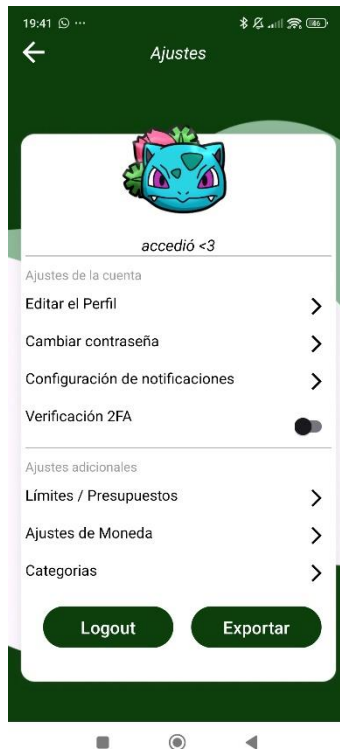 19:41
46
Ajustes
accedió <3
Ajustes de la cuenta
Editar el Perfil
Cambiar contraseña
Configuración de notificaciones
Verificación 2FA
Ajustes adicionales
Límites / Presupuestos
Ajustes de Moneda
Categorias
Logout
Exportar